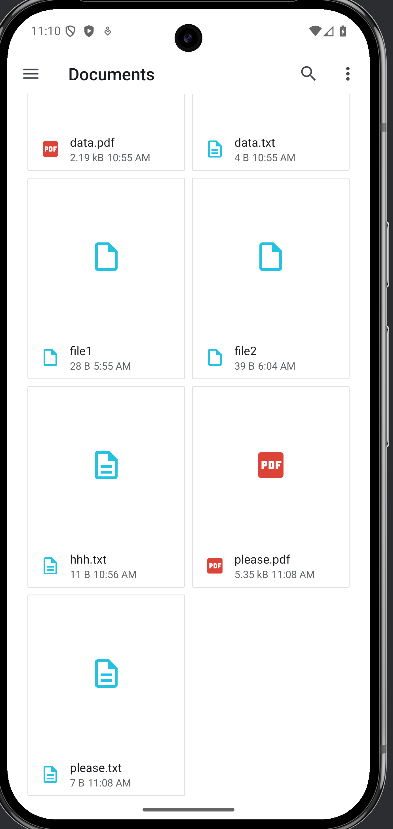 11:10
Documents
data.pdf
2.19 kB 10:55 AM
data.txt
4 B 10:55 AM
file1
28 B 5:55 AM
file2
39 B 6:04 AM
hhh.txt
11 B 10:56 AM
PDF
please.pdf
5.35 kB 11:08 AM
please.txt
7 B 11:08 AM